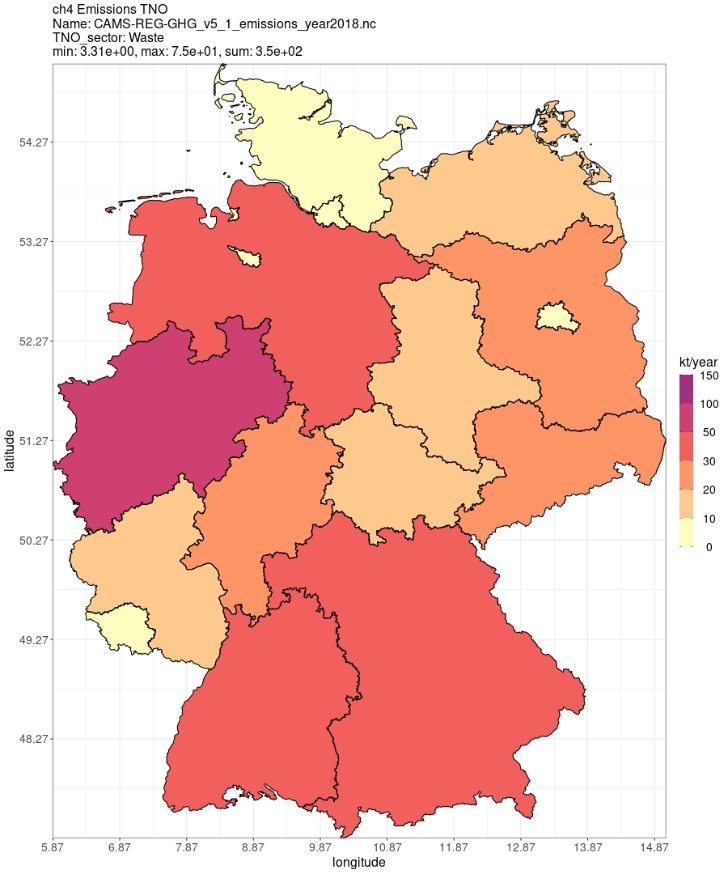 ch4 Emissions TNO
Name: CAMS-REG-GHG_v5_1_emissions_year2018.nc
TNO_sector: Waste
min: 3.31e+00, max: 7.5e+01, sum: 3.5e+02
54.27
53.27
52.27
51.27
50.27
49.27
48.27
latitude
5.87 6.87 7.87 8.87 9.87 10.87 11.87 12.87 13.87 14.87
longitude
kt/year
150
100
50
30
20
10
0